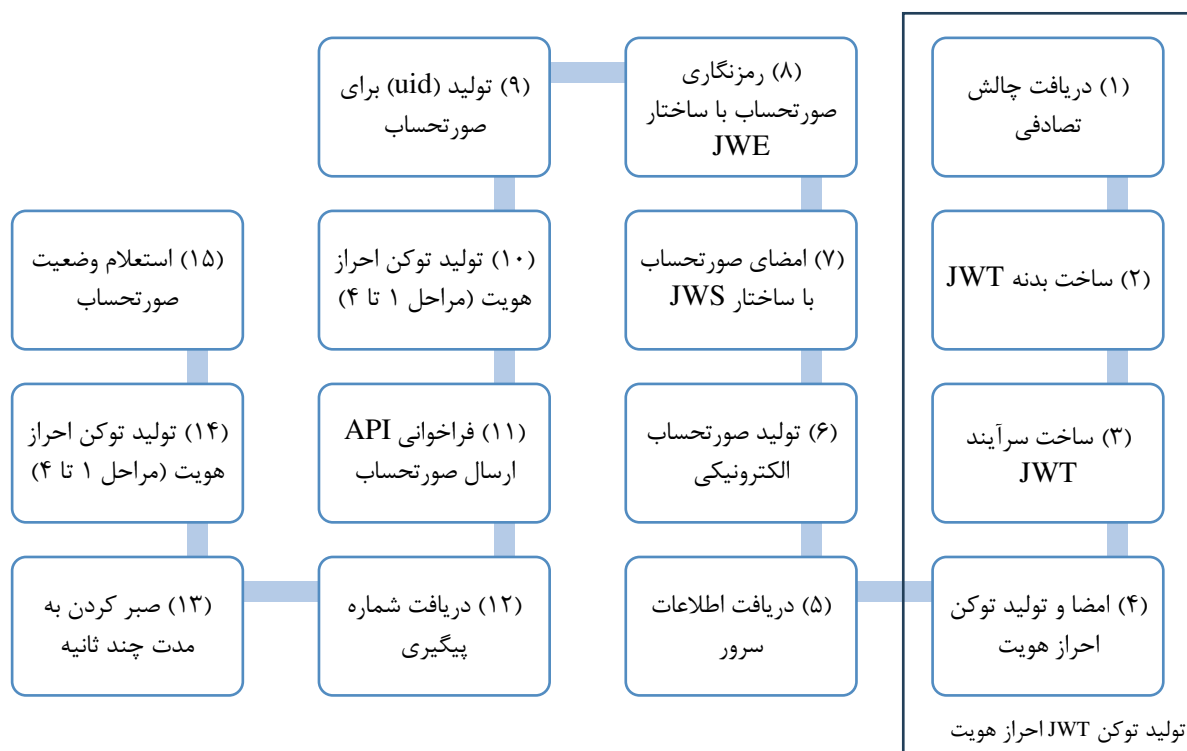 (۱) دریافت چالش
تصادفی
(۲) ساخت بدنه JWT
(۳) ساخت سرآیند
JWT
(۴) امضا و تولید توکن
احراز هویت
تولید توکن JWT احراز هویت
(۵) دریافت اطلاعات
سرور
(۶) تولید صورتحساب
الکترونیکی
(۷) امضای صورتحساب
با ساختار JWS
(۸) رمزنگاری
صورتحساب با ساختار
JWE
(۹) تولید (uid) برای
صورتحساب
(۱۰) تولید توکن احراز
هویت (مراحل ۱ تا ۴)
(۱۱) فراخوانی API
ارسال صورتحساب
(۱۲) دریافت شماره
پیگیری
(۱۳) صبر کردن به
مدت چند ثانیه
(۱۴) تولید توکن احراز
هویت (مراحل ۱ تا ۴)
(۱۵) استعلام وضعیت
صورتحساب